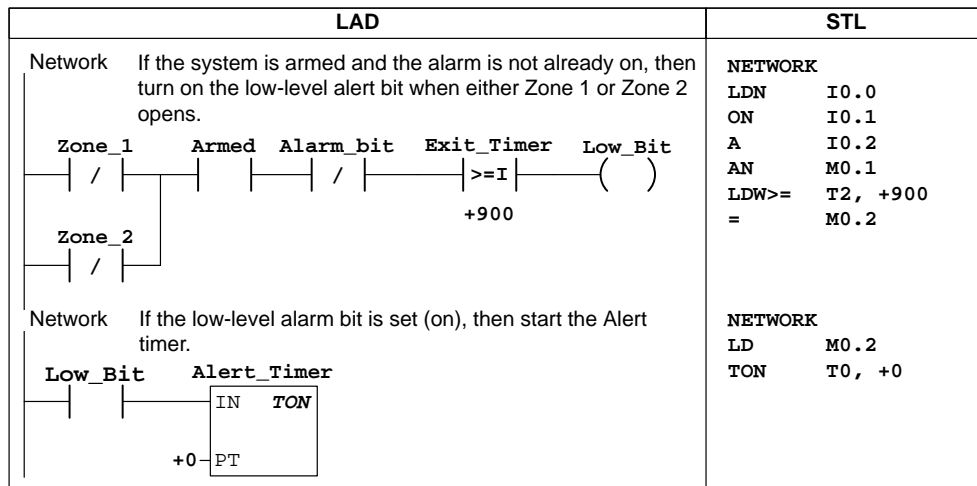 LAD
STL
Network If the system is armed and the alarm is not already on, then
turn on the low-level alert bit when either Zone 1 or Zone 2
opens.
Zone_1 Armed Alarm_bit Exit_Timer Low_Bit
/ / >=I ( )
+900
Zone_2
/
NETWORK
LDN I0.0
ON I0.1
A I0.2
AN M0.1
LDW>= T2, +900
= M0.2
Network If the low-level alarm bit is set (on), then start the Alert
timer.
Low_Bit Alert_Timer
IN TON
+0 PT
NETWORK
LD M0.2
TON T0, +0